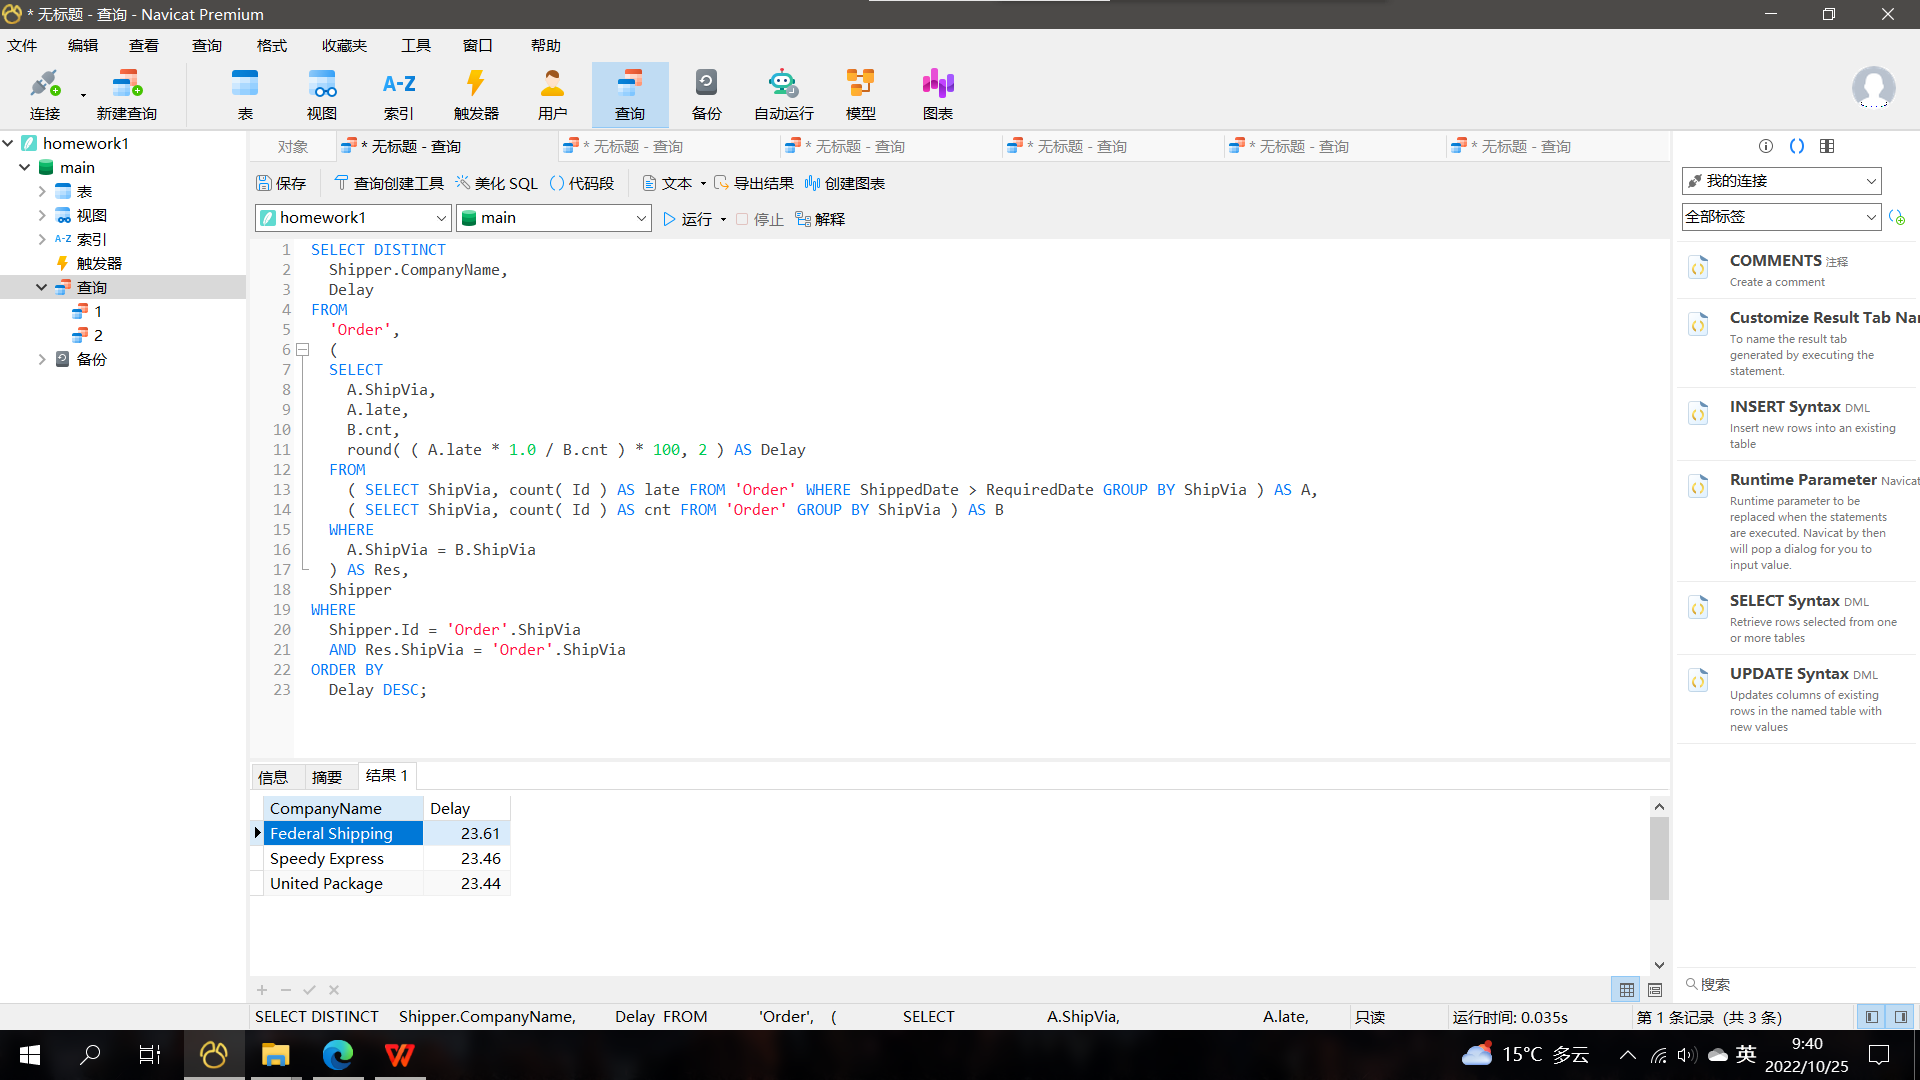 * 无标题 - 查询 - Navicat Premium
文件 编辑 查看 查询 格式 收藏夹 工具 窗口 帮助
连接 新建查询 表 视图 A-Z 索引 触发器 用户 查询 备份 自动运行 模型 图表
homework1
main
表
视图
A-Z 索引
触发器
查询
1
2
备份
对象 * 无标题 - 查询 * 无标题 - 查询 * 无标题 - 查询 * 无标题 - 查询 * 无标题 - 查询 * 无标题 - 查询
保存 查询创建工具 美化 SQL () 代码段 文本 导出结果 创建图表
homework1 main 运行 停止 解释
1 SELECT DISTINCT
2 Shipper.CompanyName,
3 Delay
4 FROM
5 'Order',
6 (
7 SELECT
8 A.ShipVia,
9 A.late,
10 B.cnt,
11 round( ( A.late * 1.0 / B.cnt ) * 100, 2 ) AS Delay
12 FROM
13 ( SELECT ShipVia, count( Id ) AS late FROM 'Order' WHERE ShippedDate > RequiredDate GROUP BY ShipVia ) AS A,
14 ( SELECT ShipVia, count( Id ) AS cnt FROM 'Order' GROUP BY ShipVia ) AS B
15 WHERE
16 A.ShipVia = B.ShipVia
17 ) AS Res,
18 Shipper
19 WHERE
20 Shipper.Id = 'Order'.ShipVia
21 AND Res.ShipVia = 'Order'.ShipVia
22 ORDER BY
23 Delay DESC;
信息 摘要 结果 1
CompanyName Delay
Federal Shipping 23.61
Speedy Express 23.46
United Package 23.44
我的连接
全部标签
COMMENTS 注释
Create a comment
Customize Result Tab Nar
To name the result tab
generated by executing the
statement.
INSERT Syntax DML
Insert new rows into an existing
table
Runtime Parameter Navicat
Runtime parameter to be
replaced when the statements
are executed. Navicat by then
will pop a dialog for you to
input value.
SELECT Syntax DML
Retrieve rows selected from one
or more tables
UPDATE Syntax DML
Updates columns of existing
rows in the named table with
new values
搜索
SELECT DISTINCT Shipper.CompanyName, Delay FROM 'Order', ( SELECT A.ShipVia, A.late, 只读 运行时间: 0.035s 第 1 条记录 (共 3 条)
15°C 多云 英 9:40
2022/10/25